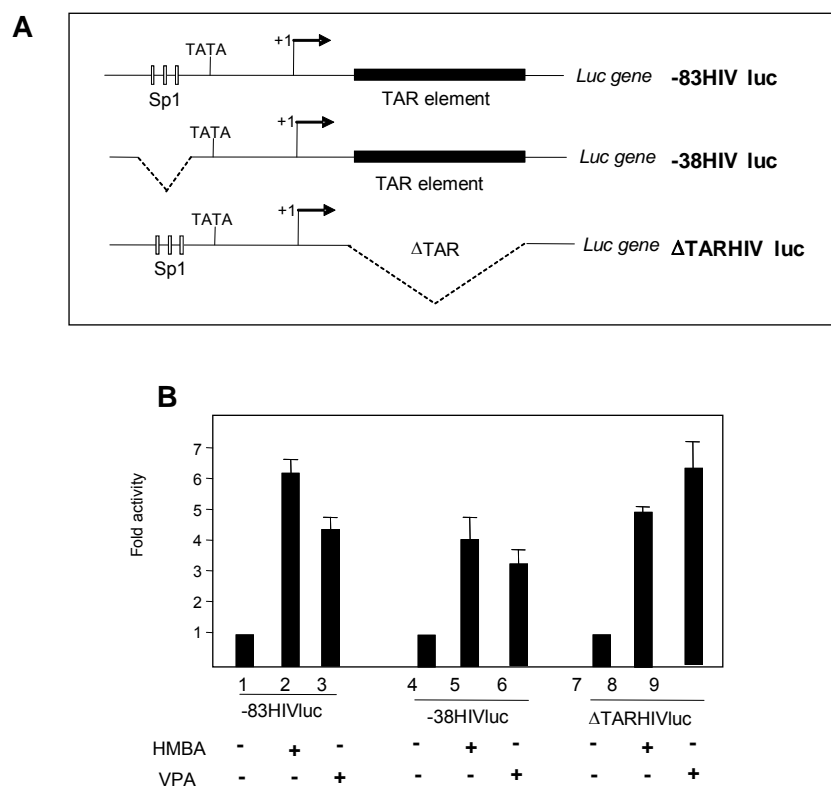 A
TATA
+1
Sp1
TAR element
Luc gene -83HIV luc
TATA
+1
TAR element
Luc gene -38HIV luc
TATA
+1
Sp1
ΔTAR
Luc gene ΔTARHIV luc
B
Fold activity
7
6
5
4
3
2
1
1 2 3 4 5 6 7 8 9
-83HIVluc -38HIVluc ΔTARHIVluc
HMBA - + - - + - - + -
VPA - - + - - + - - +